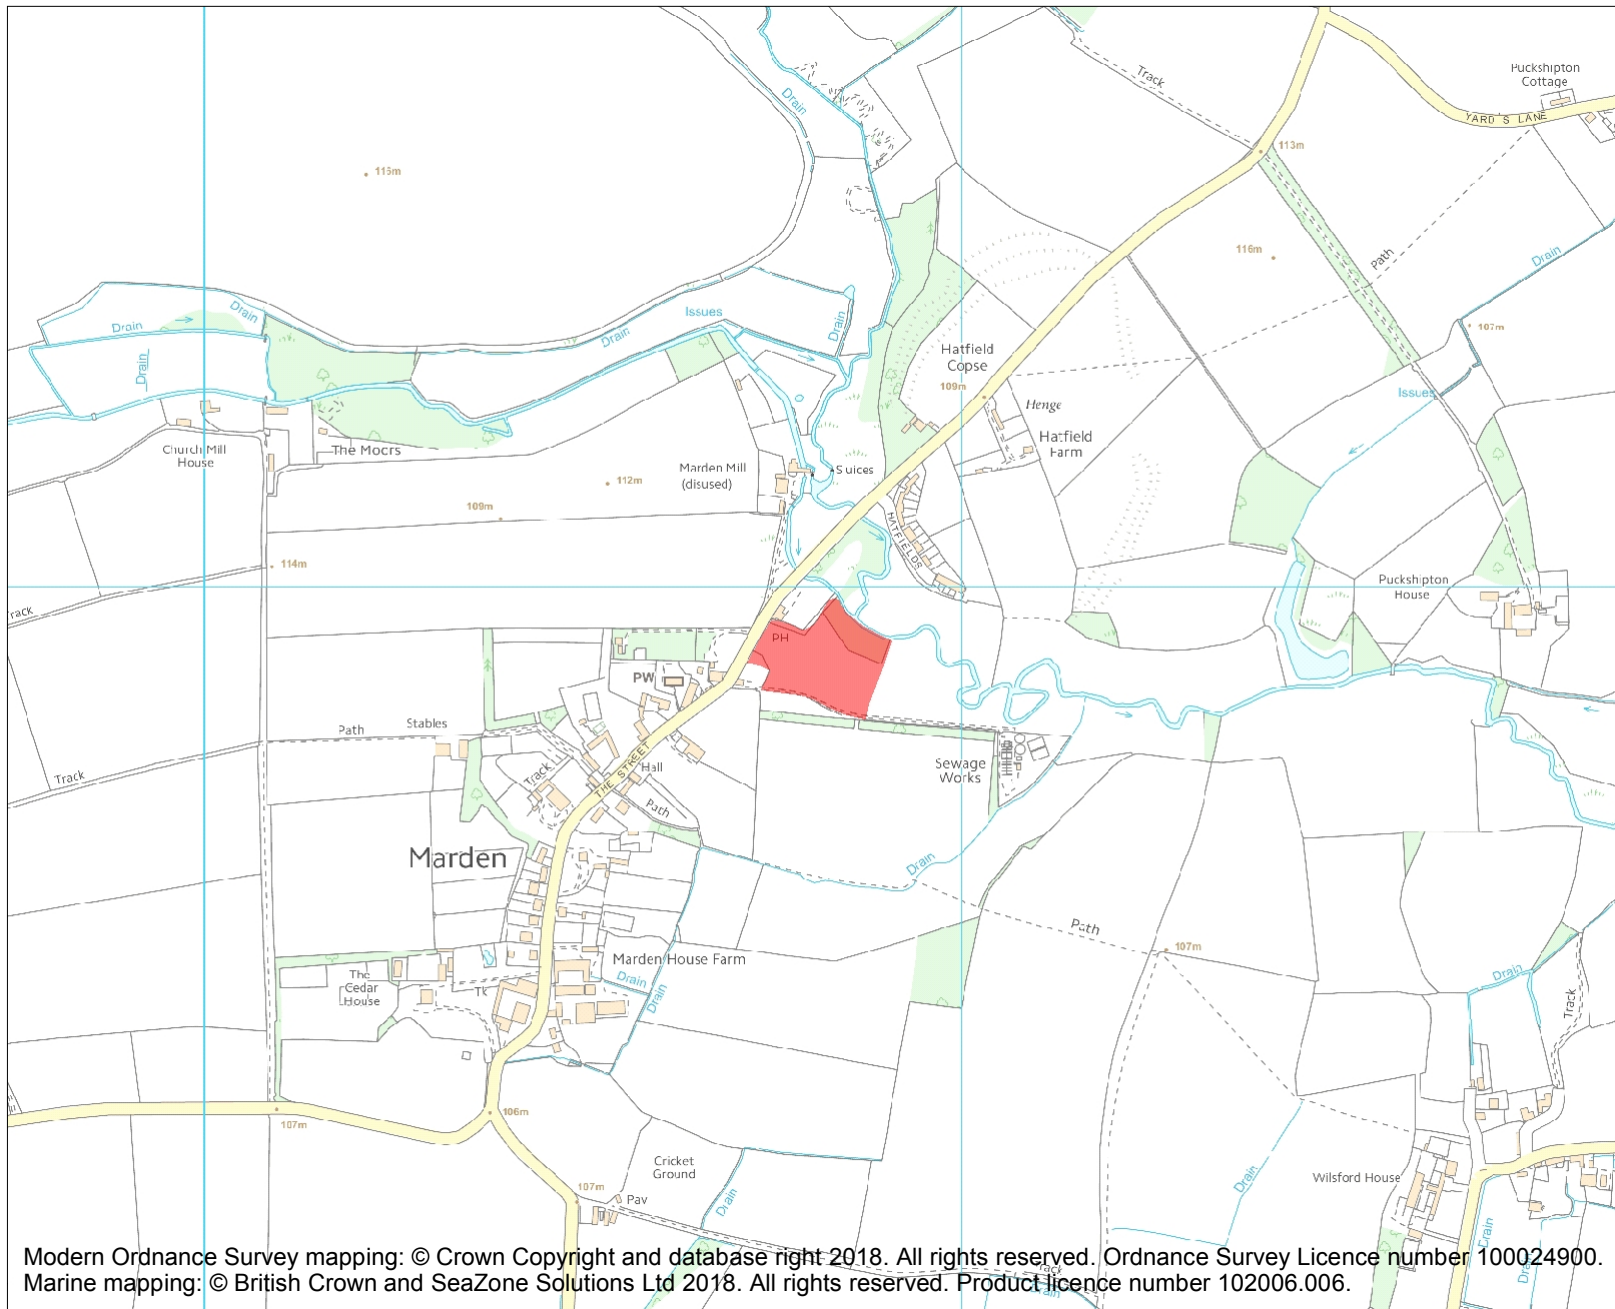 Puckshipton
Cottage
Track
Drain
YARD'S LANE
113m
115m
Path
116m
Drain
Drain
Drain
Issues
Drain
Drain
107m
Drain
Hatfield
Copse
109m
Issues
Henge
Hatfield
Farm
Church Mill
House
The Moors
Marden Mill
(disused)
112m
109m
HATFIELDS
114m
Puckshipton
House
Track
PH
PW
Stables
Path
Track
Hall
THE STREET
Track
Path
Sewage
Works
Marden
Drain
Path
107m
Marden House Farm
The
Cedar
House
Tk
Drain
Drain
Drain
Track
106m
107m
Cricket
Ground
107m
Pav
Drain
Drain
Wilsford House
Drain
Track
Drain
Drain
Modern Ordnance Survey mapping: © Crown Copyright and database right 2018. All rights reserved. Ordnance Survey Licence number 100024900.
Marine mapping: © British Crown and SeaZone Solutions Ltd 2018. All rights reserved. Product licence number 102006.006.